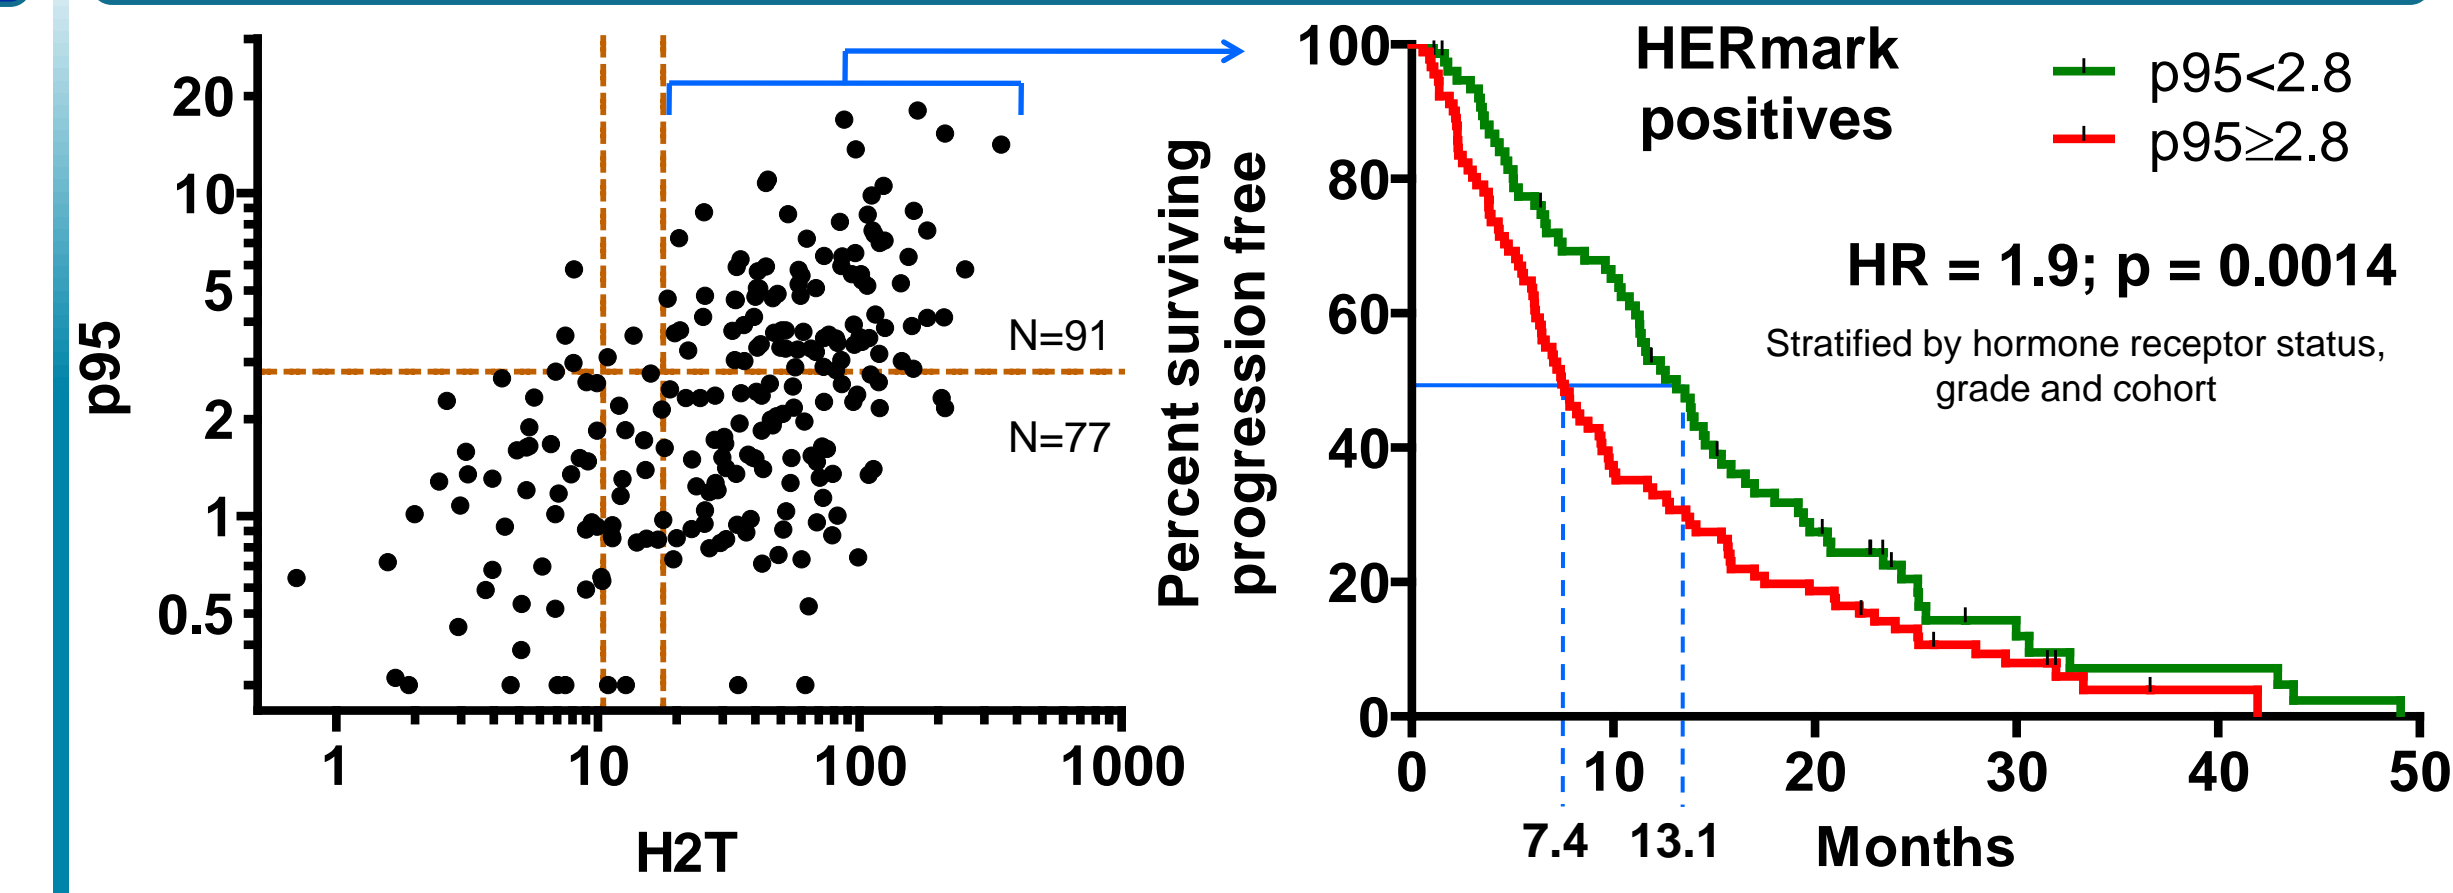 p95
20
10
5
2
1
0.5
N=91
N=77
1
10
100
1000
H2T
Percent surviving
progression free
100
80
60
40
20
0
HERmark
positives
p95<2.8
p95≥2.8
HR = 1.9; p = 0.0014
Stratified by hormone receptor status,
grade and cohort
0
10
20
30
40
50
7.4
13.1
Months